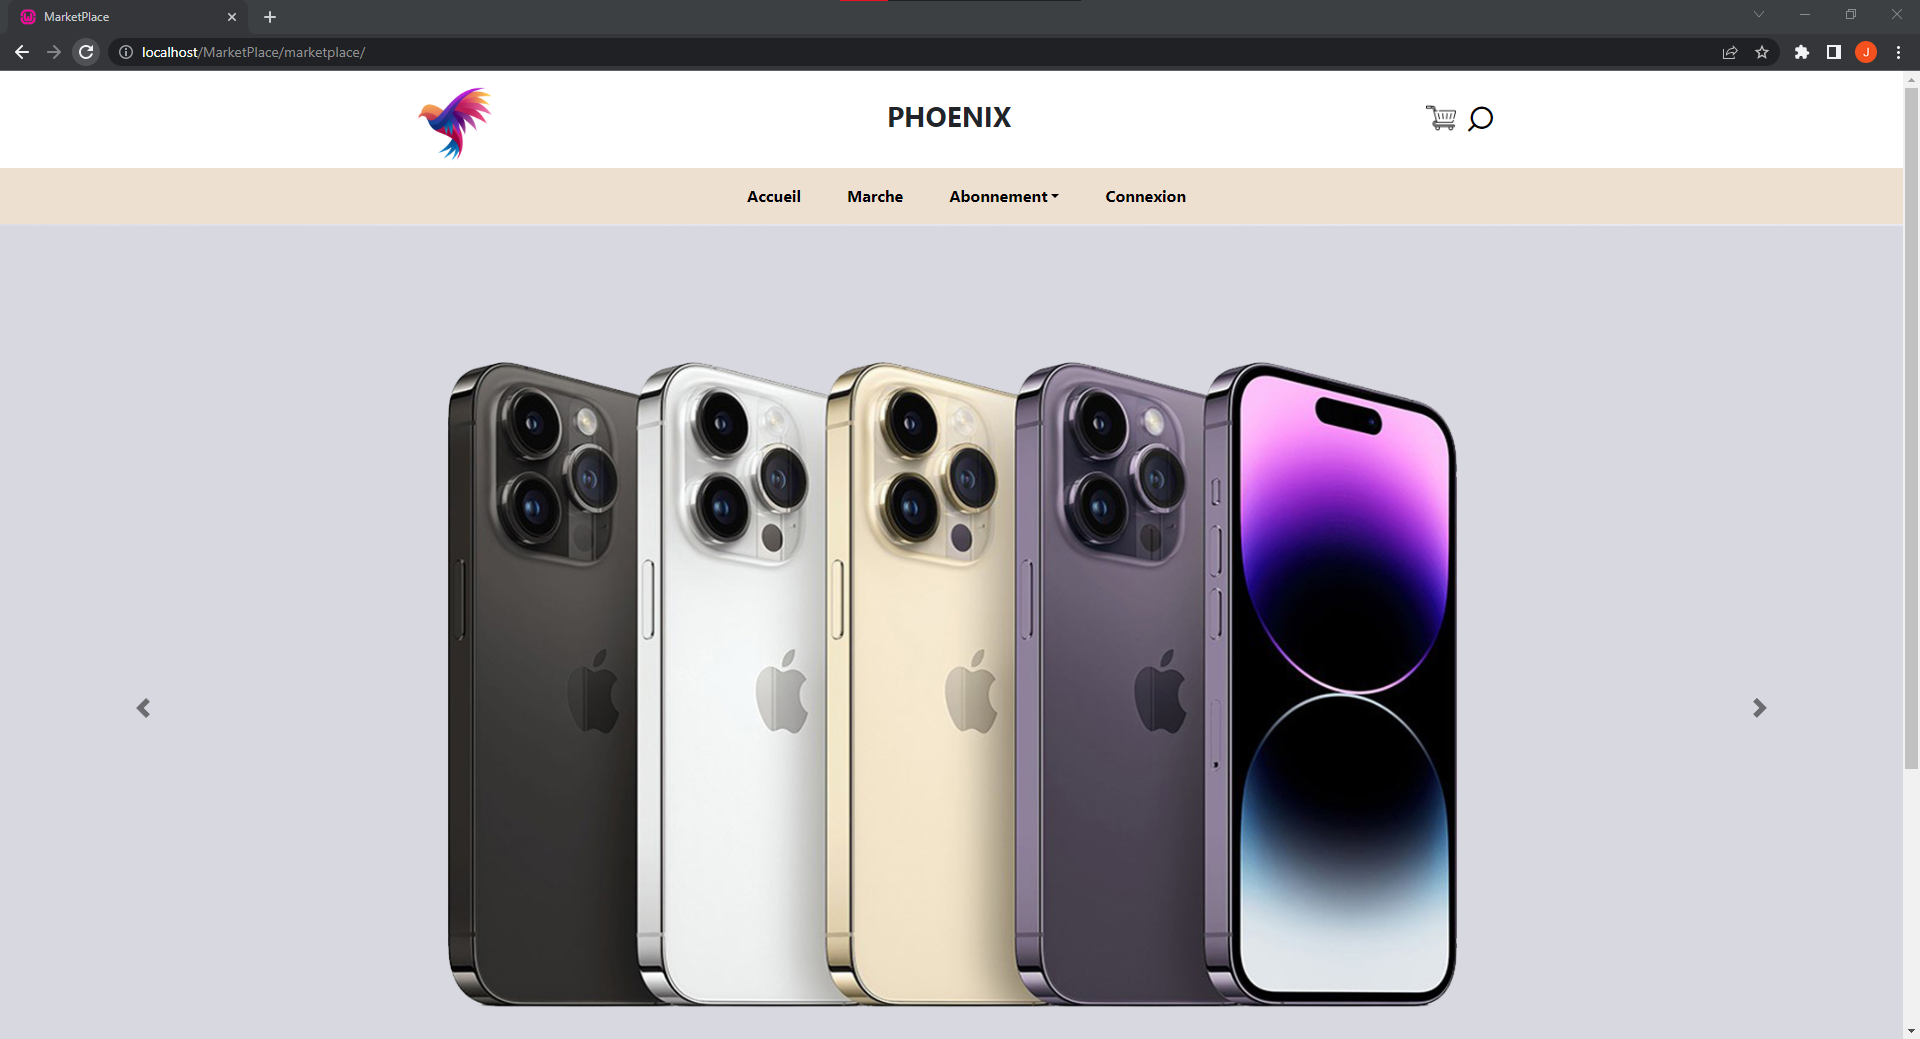 MarketPlace
localhost/MarketPlace/marketplace/
J
PHOENIX
Accueil Marche Abonnement Connexion